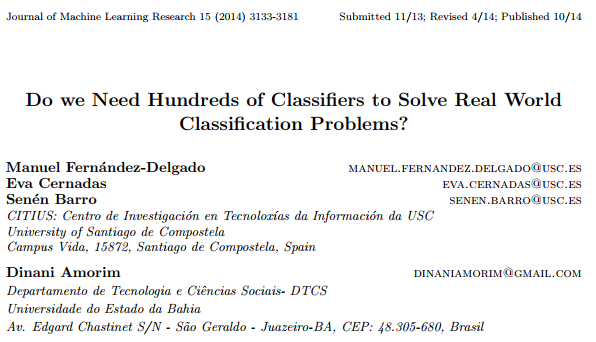 Journal of Machine Learning Research 15 (2014) 3133-3181 Submitted 11/13; Revised 4/14; Published 10/14
Do we Need Hundreds of Classifiers to Solve Real World
Classification Problems?
Manuel Fernández-Delgado MANUEL.FERNANDEZ.DELGADO@USC.ES
Eva Cernadas EVA.CERNADAS@USC.ES
Senén Barro SENEN.BARRO@USC.ES
CITIUS: Centro de Investigación en Tecnoloxías da Información da USC
University of Santiago de Compostela
Campus Vida, 15872, Santiago de Compostela, Spain
Dinani Amorim DINANIAMORIM@GMAIL.COM
Departamento de Tecnologia e Ciências Sociais- DTCS
Universidade do Estado da Bahia
Av. Edgard Chastinet S/N - São Geraldo - Juazeiro-BA, CEP: 48.305-680, Brasil